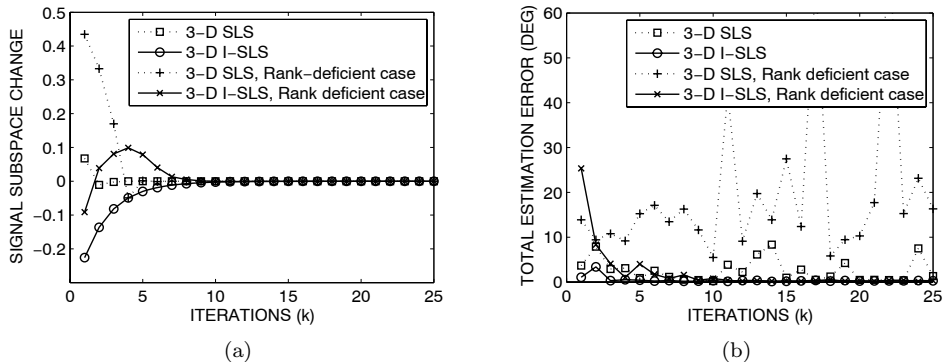 SIGNAL SUBSPACE CHANGE
0.5
0.4
0.3
0.2
0.1
0
−0.1
−0.2
0 5 10 15 20 25
ITERATIONS (k)
3−D SLS
3−D I−SLS
3−D SLS, Rank−deficient case
3−D I−SLS, Rank deficient case
(a)
TOTAL ESTIMATION ERROR (DEG)
60
50
40
30
20
10
0
0 5 10 15 20 25
ITERATIONS (k)
3−D SLS
3−D I−SLS
3−D SLS, Rank deficient case
3−D I−SLS, Rank deficient case
(b)